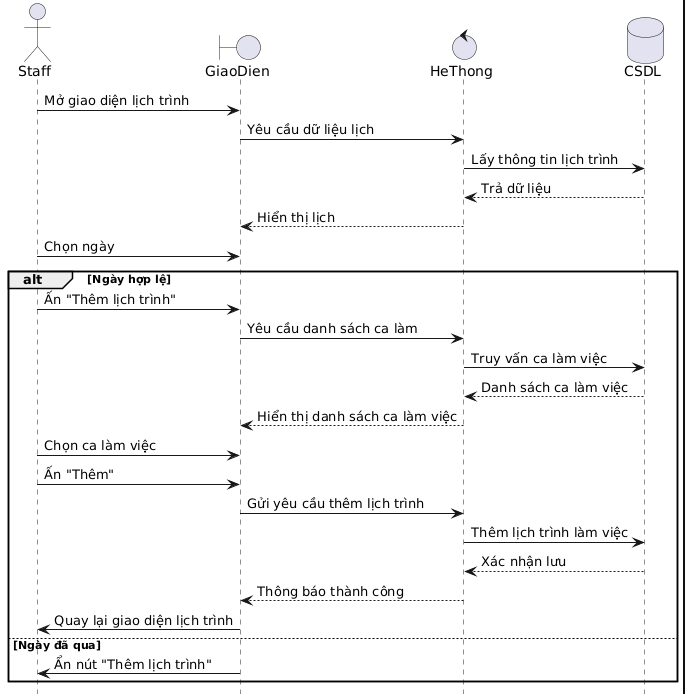 Staff
GiaoDien
HeThong
CSDL
Mở giao diện lịch trình
Yêu cầu dữ liệu lịch
Lấy thông tin lịch trình
Trả dữ liệu
Hiển thị lịch
Chọn ngày
alt [Ngày hợp lệ]
Ấn "Thêm lịch trình"
Yêu cầu danh sách ca làm
Truy vấn ca làm việc
Danh sách ca làm việc
Hiển thị danh sách ca làm việc
Chọn ca làm việc
Ấn "Thêm"
Gửi yêu cầu thêm lịch trình
Thêm lịch trình làm việc
Xác nhận lưu
Thông báo thành công
Quay lại giao diện lịch trình
[Ngày đã qua]
Ẩn nút "Thêm lịch trình"